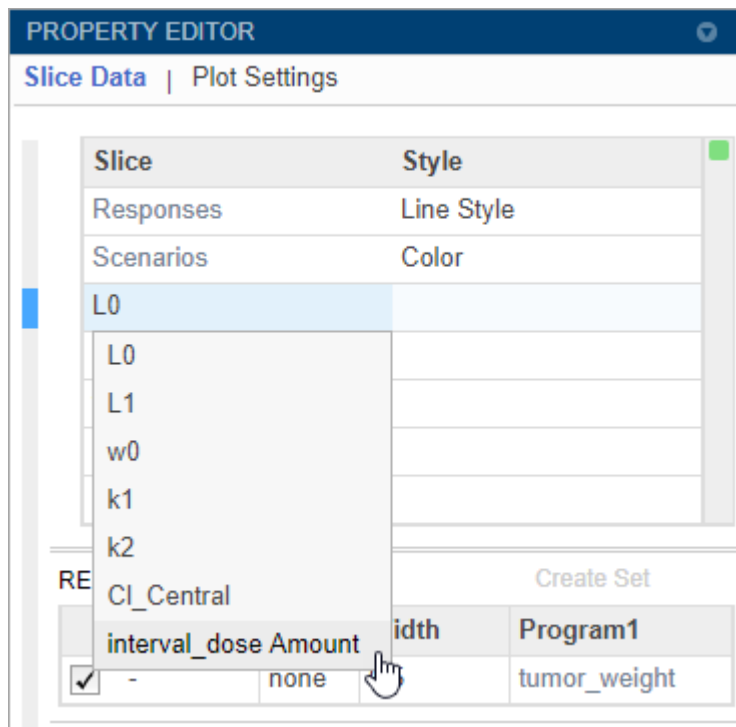 PROPERTY EDITOR
Slice Data | Plot Settings
Slice Style
Responses Line Style
Scenarios Color
L0
L0
L1
w0
k1
k2
Cl_Central
interval_dose Amount
RE Create Set
idth Program1
- none tumor_weight